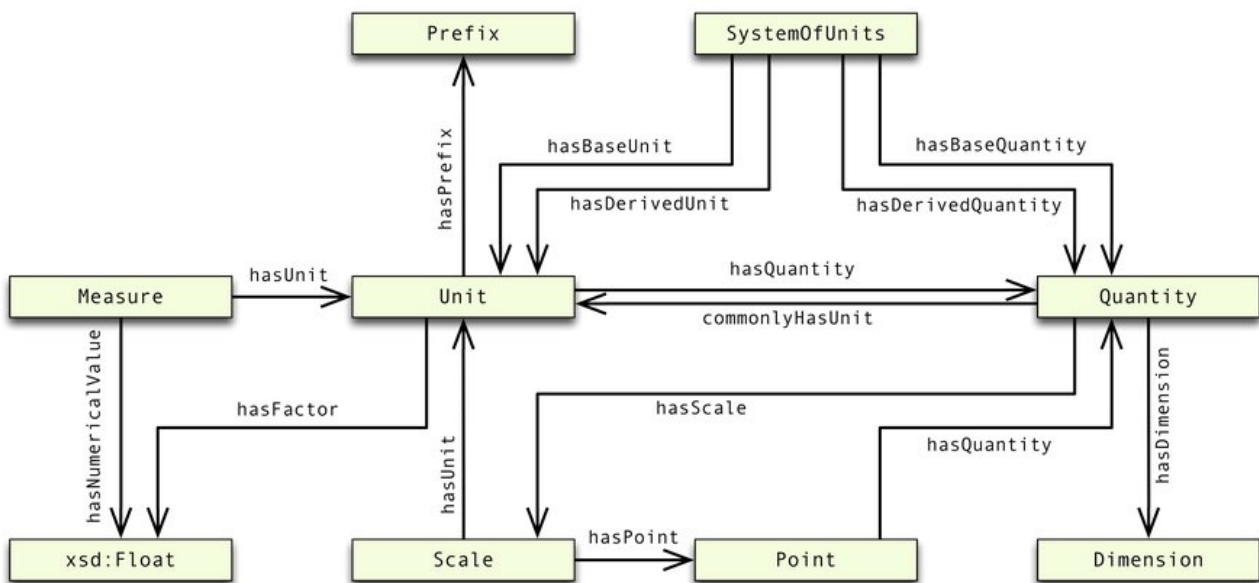 Prefix
SystemOfUnits
hasPrefix
hasBaseUnit
hasBaseQuantity
hasDerivedUnit
hasDerivedQuantity
Measure
hasUnit
Unit
hasQuantity
commonlyHasUnit
Quantity
hasNumericalValue
hasFactor
hasUnit
hasScale
hasQuantity
hasDimension
xsd:Float
Scale
hasPoint
Point
Dimension